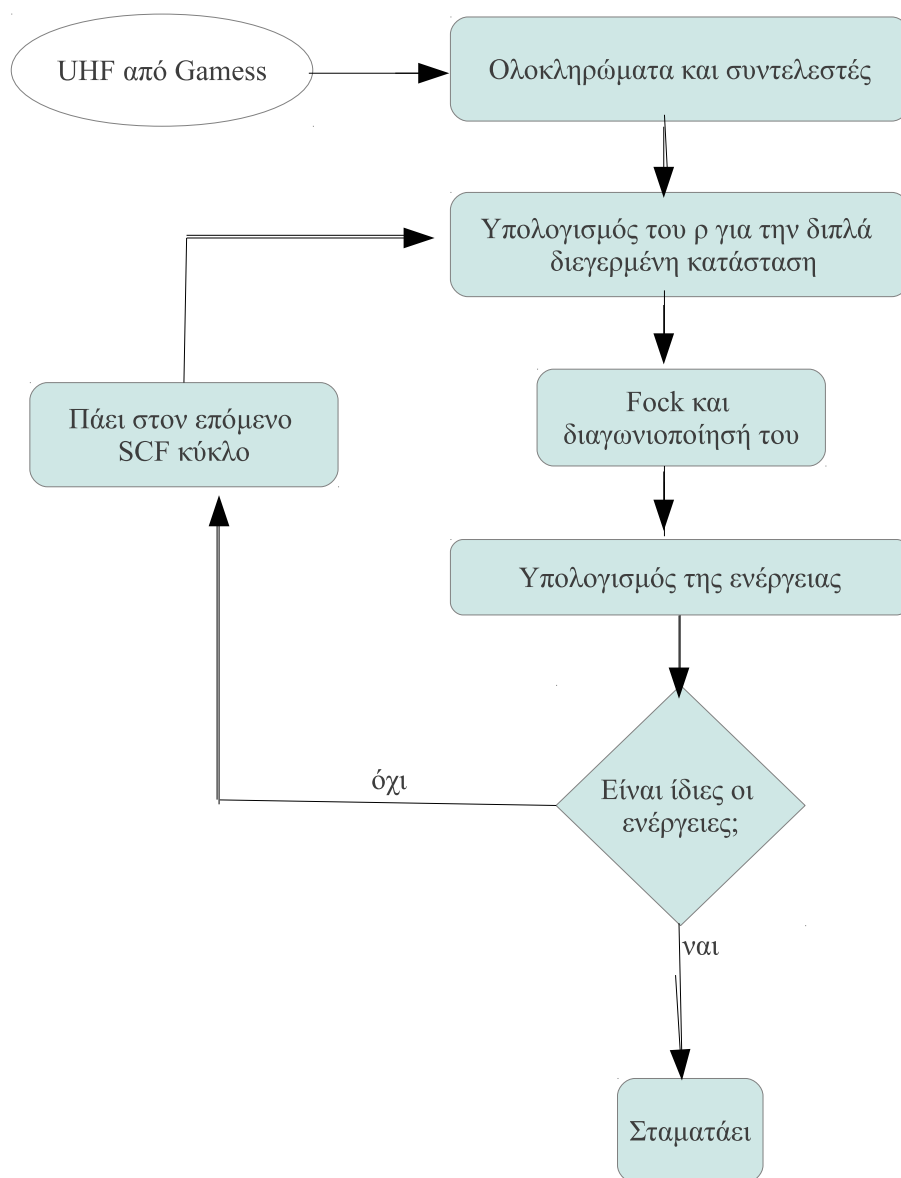 UHF από Gamess
Ολοκληρώματα και συντελεστές
Υπολογισμός του ρ για την διπλά
διεγερμένη κατάσταση
Fock και
διαγωνιοποίησή του
Πάει στον επόμενο
SCF κύκλο
Υπολογισμός της ενέργειας
Είναι ίδιες οι
ενέργειες;
όχι
ναι
Σταματάει